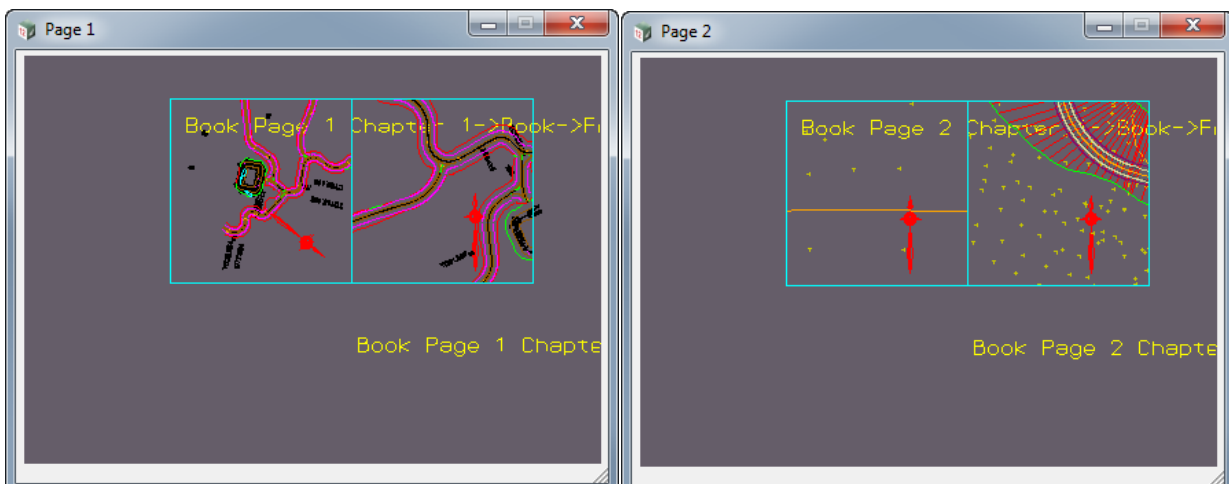 Page 1
Book Page 1 Chapter 1->Book->Fr
Book Page 1 Chapte
Page 2
Book Page 2 Chapter 1->Book->Fr
Book Page 2 Chapte